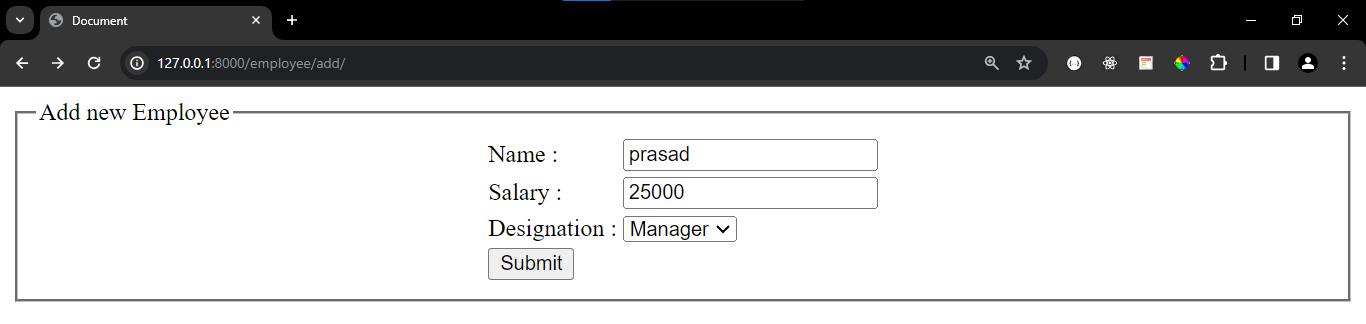 Document
127.0.0.1:8000/employee/add/
Add new Employee
Name : prasad
Salary : 25000
Designation : Manager
Submit